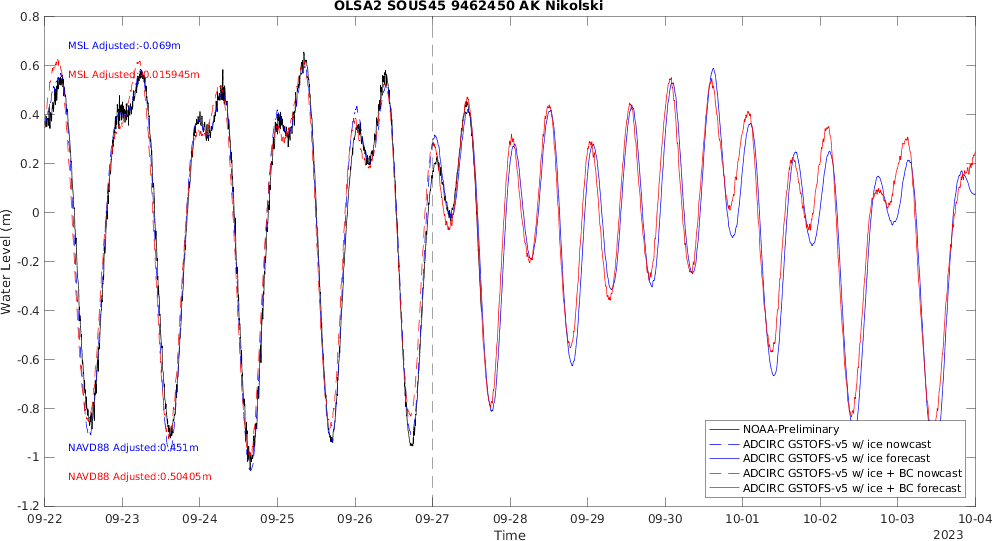 OLSA2 SOUS45 9462450 AK Nikolski
MSL Adjusted:-0.069m
MSL Adjusted:-0.015945m
NAVD88 Adjusted:0.451m
NAVD88 Adjusted:0.50405m
Water Level (m)
0.8
0.6
0.4
0.2
0
-0.2
-0.4
-0.6
-0.8
-1
-1.2
NOAA-Preliminary
ADCIRC GSTOFS-v5 w/ ice nowcast
ADCIRC GSTOFS-v5 w/ ice forecast
ADCIRC GSTOFS-v5 w/ ice + BC nowcast
ADCIRC GSTOFS-v5 w/ ice + BC forecast
09-22 09-23 09-24 09-25 09-26 09-27 09-28 09-29 09-30 10-01 10-02 10-03 10-04
Time
2023